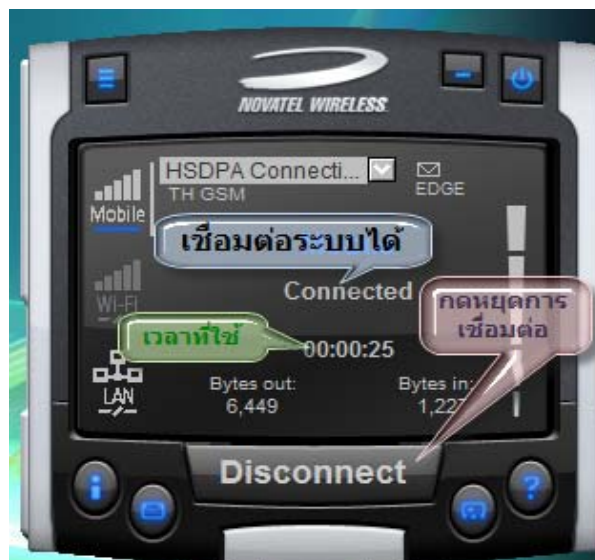 NOVATEL WIRELESS
HSDPA Connecti...
EDGE
TH GSM
Mobile
เชื่อมต่อระบบได้
Connected
Wi-Fi
กดหยุดการ
เชื่อมต่อ
เวลาที่ใช้
00:00:25
LAN
Bytes out:
Bytes in:
6,449
Disconnect